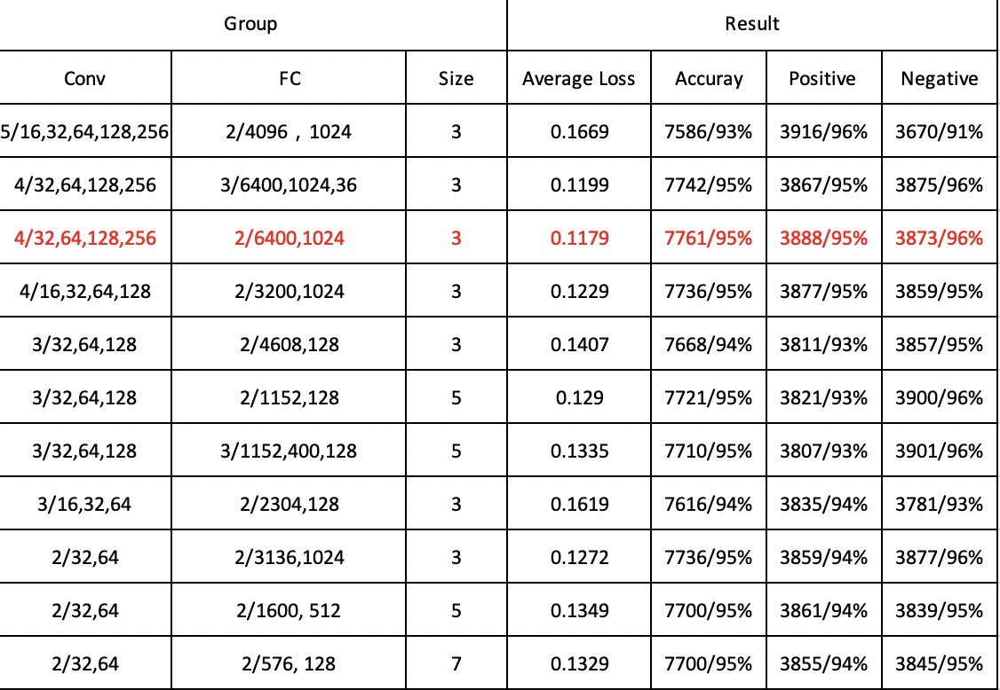 Group Result
Conv FC Size Average Loss Accuray Positive Negative
5/16,32,64,128,256 2/4096 , 1024 3 0.1669 7586/93% 3916/96% 3670/91%
4/32,64,128,256 3/6400,1024,36 3 0.1199 7742/95% 3867/95% 3875/96%
4/32,64,128,256 2/6400,1024 3 0.1179 7761/95% 3888/95% 3873/96%
4/16,32,64,128 2/3200,1024 3 0.1229 7736/95% 3877/95% 3859/95%
3/32,64,128 2/4608,128 3 0.1407 7668/94% 3811/93% 3857/95%
3/32,64,128 2/1152,128 5 0.129 7721/95% 3821/93% 3900/96%
3/32,64,128 3/1152,400,128 5 0.1335 7710/95% 3807/93% 3901/96%
3/16,32,64 2/2304,128 3 0.1619 7616/94% 3835/94% 3781/93%
2/32,64 2/3136,1024 3 0.1272 7736/95% 3859/94% 3877/96%
2/32,64 2/1600, 512 5 0.1349 7700/95% 3861/94% 3839/95%
2/32,64 2/576, 128 7 0.1329 7700/95% 3855/94% 3845/95%